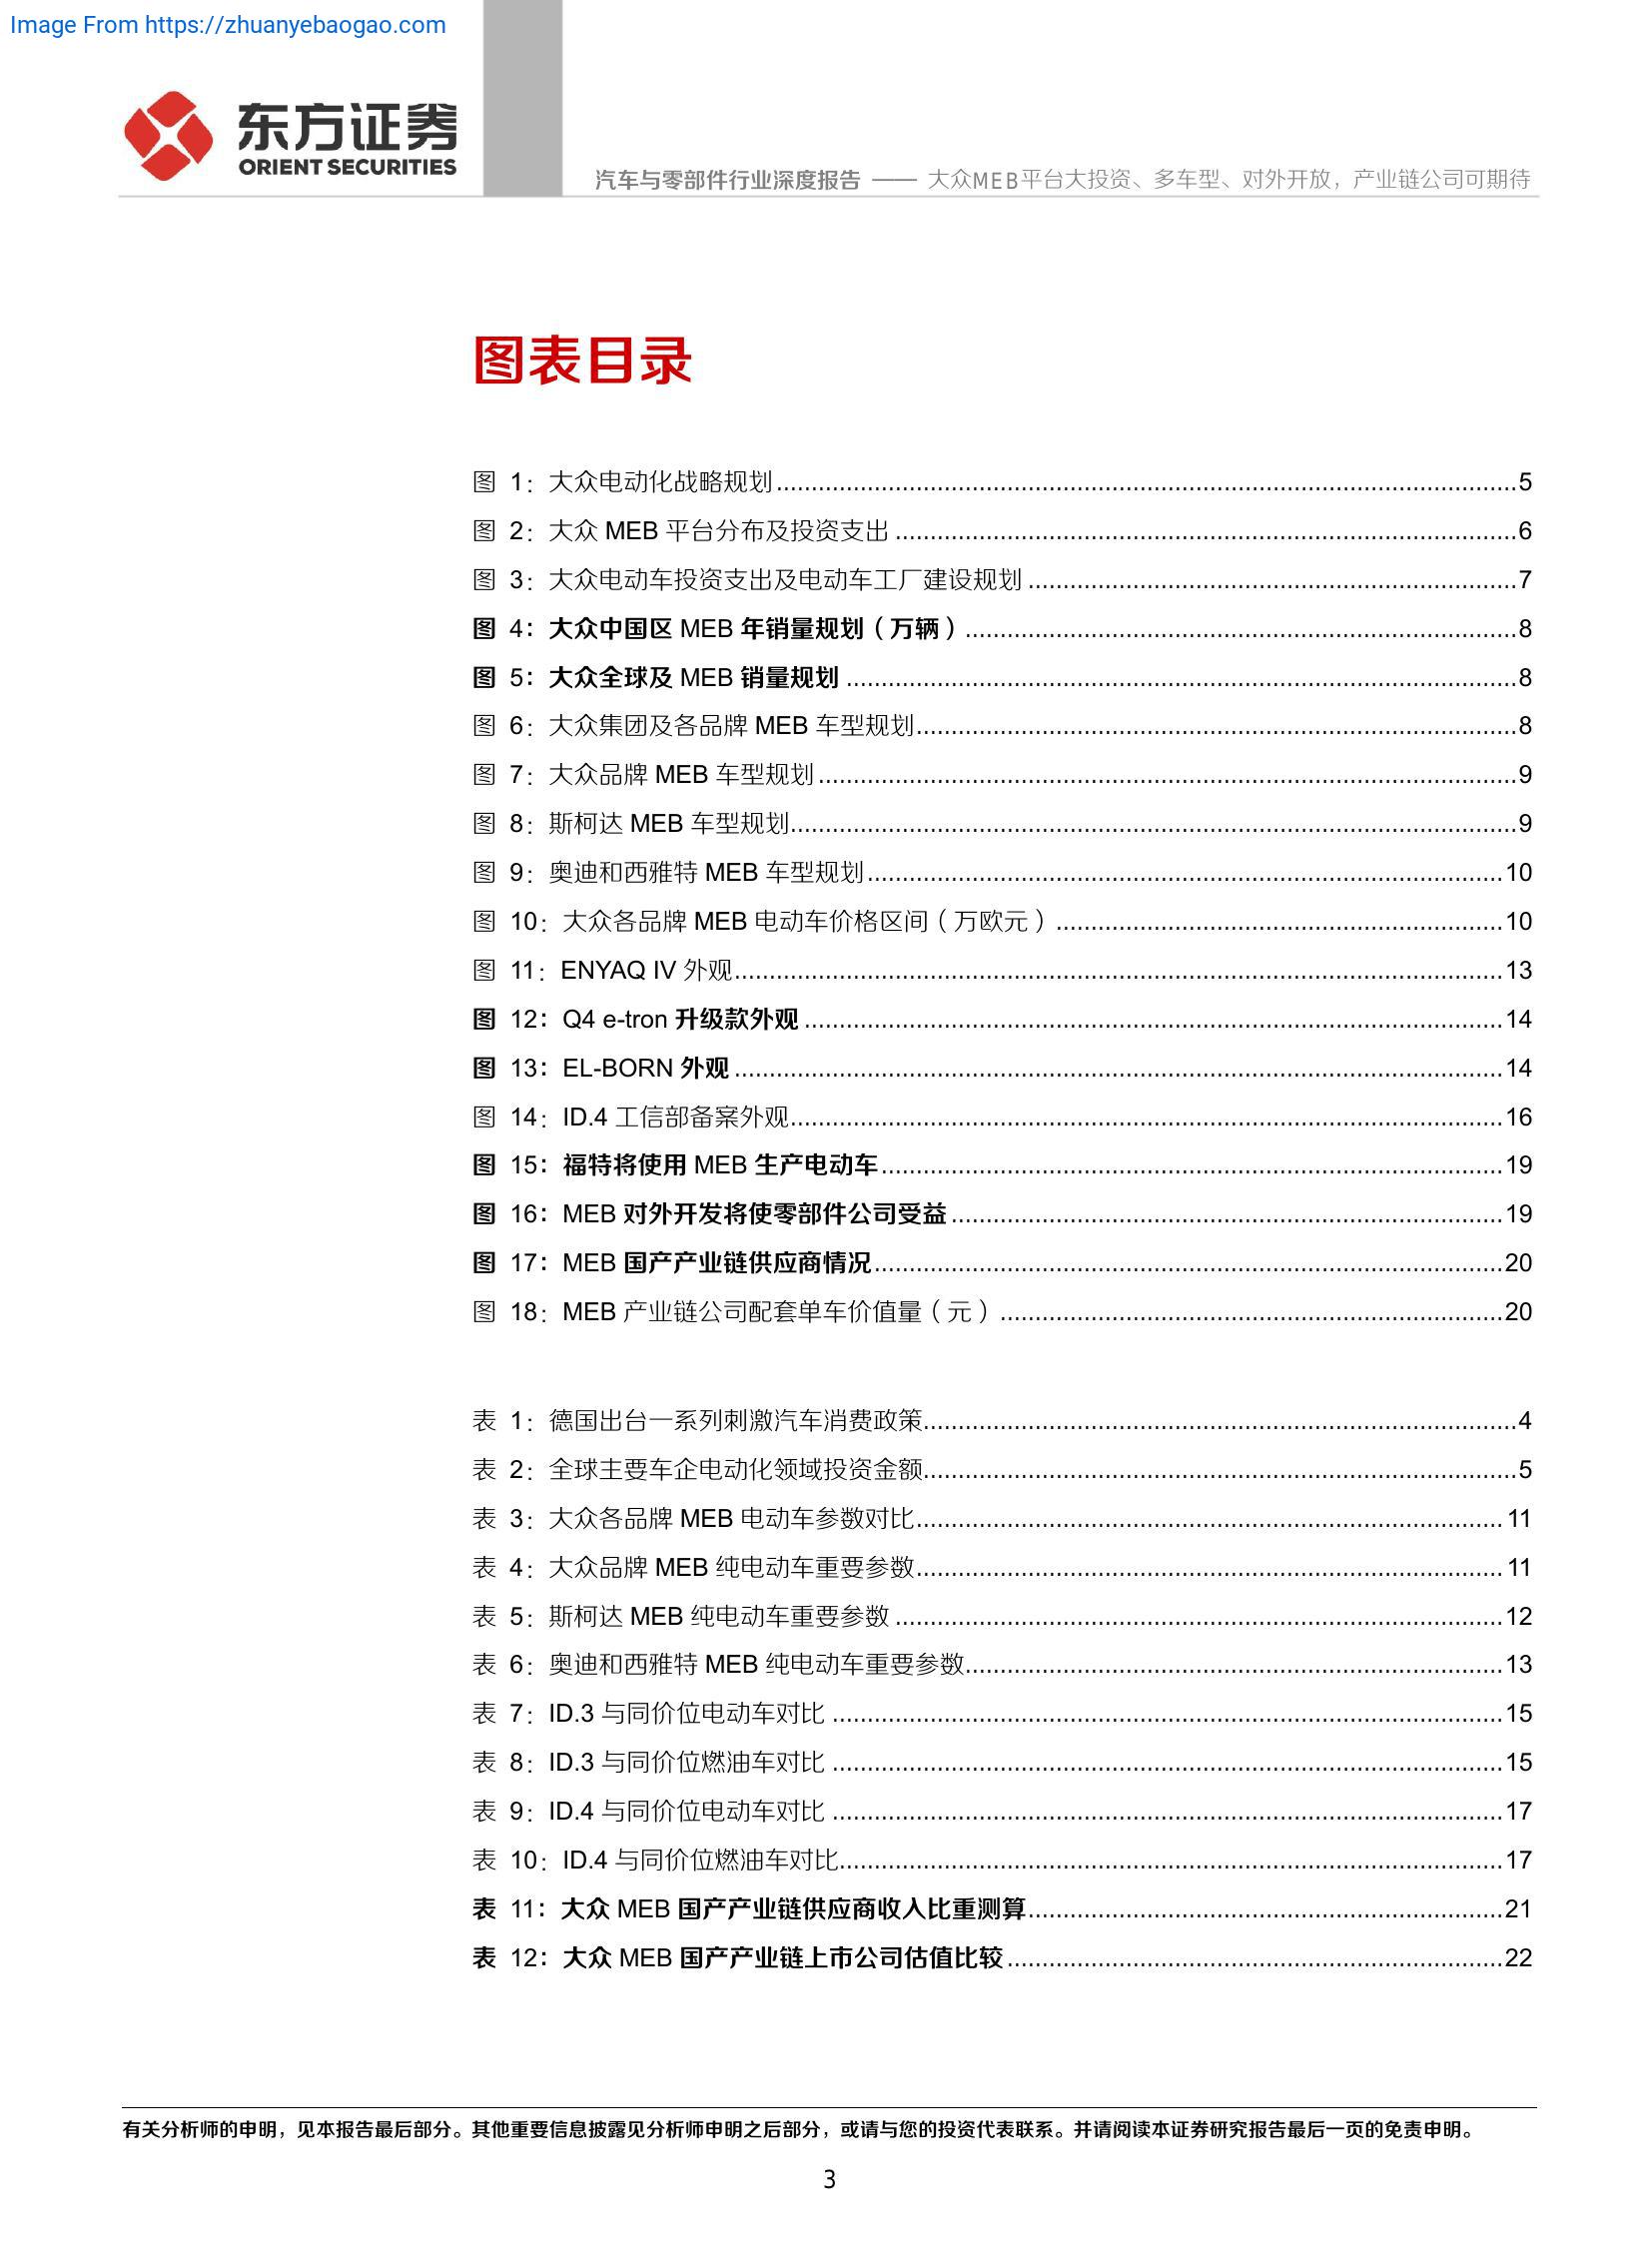 Image From https://zhuanyebaogao.com
东方证券
ORIENT SECURITIES
汽车与零部件行业深度报告 —— 大众MEB平台大投资、多车型、对外开放，产业链公司可期待
图表目录
图 1：大众电动化战略规划....................5
图 2：大众 MEB 平台分布及投资支出....................6
图 3：大众电动车投资支出及电动车工厂建设规划....................7
图 4：大众中国区 MEB 年销量规划（万辆）....................8
图 5：大众全球及 MEB 销量规划....................8
图 6：大众集团及各品牌 MEB 车型规划....................8
图 7：大众品牌 MEB 车型规划....................9
图 8：斯柯达 MEB 车型规划....................9
图 9：奥迪和西雅特 MEB 车型规划....................10
图 10：大众各品牌 MEB 电动车价格区间（万欧元）....................10
图 11：ENYAQ IV 外观....................13
图 12：Q4 e-tron 升级款外观....................14
图 13：EL-BORN 外观....................14
图 14：ID.4 工信部备案外观....................16
图 15：福特将使用 MEB 生产电动车....................19
图 16：MEB 对外开发将使零部件公司受益....................19
图 17：MEB 国产产业链供应商情况....................20
图 18：MEB 产业链公司配套单车价值量（元）....................20
表 1：德国出台一系列刺激汽车消费政策....................4
表 2：全球主要车企电动化领域投资金额....................5
表 3：大众各品牌 MEB 电动车参数对比....................11
表 4：大众品牌 MEB 纯电动车重要参数....................11
表 5：斯柯达 MEB 纯电动车重要参数....................12
表 6：奥迪和西雅特 MEB 纯电动车重要参数....................13
表 7：ID.3 与同价位电动车对比....................15
表 8：ID.3 与同价位燃油车对比....................15
表 9：ID.4 与同价位电动车对比....................17
表 10：ID.4 与同价位燃油车对比....................17
表 11：大众 MEB 国产产业链供应商收入比重测算....................21
表 12：大众 MEB 国产产业链上市公司估值比较....................22
有关分析师的申明，见本报告最后部分。其他重要信息披露见分析师申明之后部分，或请与您的投资代表联系。并请阅读本证券研究报告最后一页的免责申明。
3